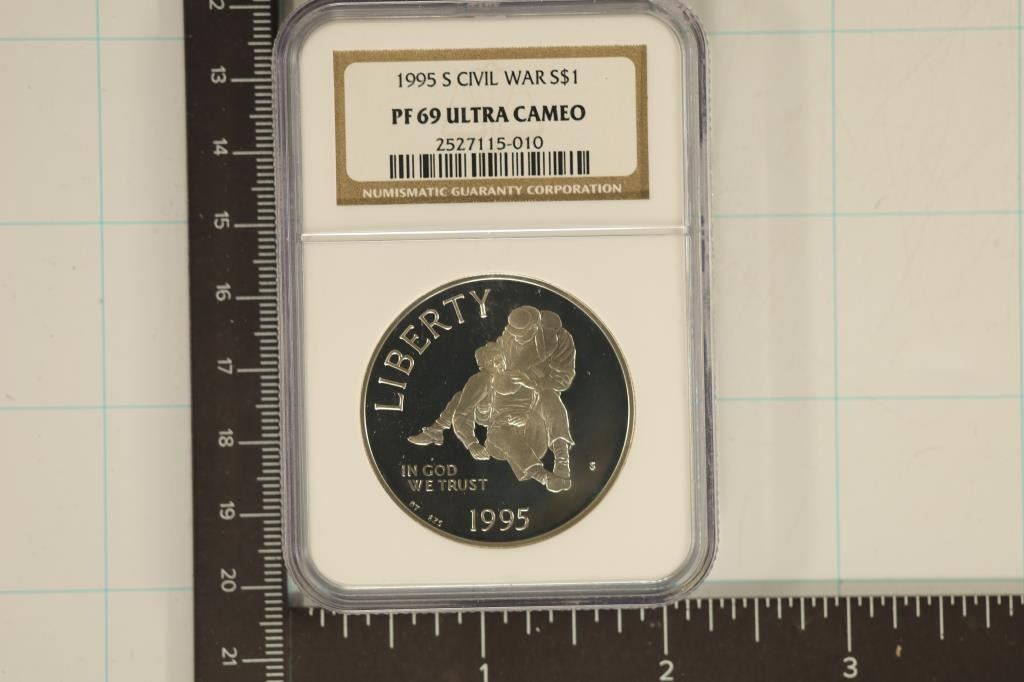 1995 S CIVIL WAR S$1
PF 69 ULTRA CAMEO
2527115-010
NUMISMATIC GUARANTY CORPORATION
LIBERTY
IN GOD
WE TRUST
S
1995
12
13
14
15
16
17
18
19
20
21
1
2
3